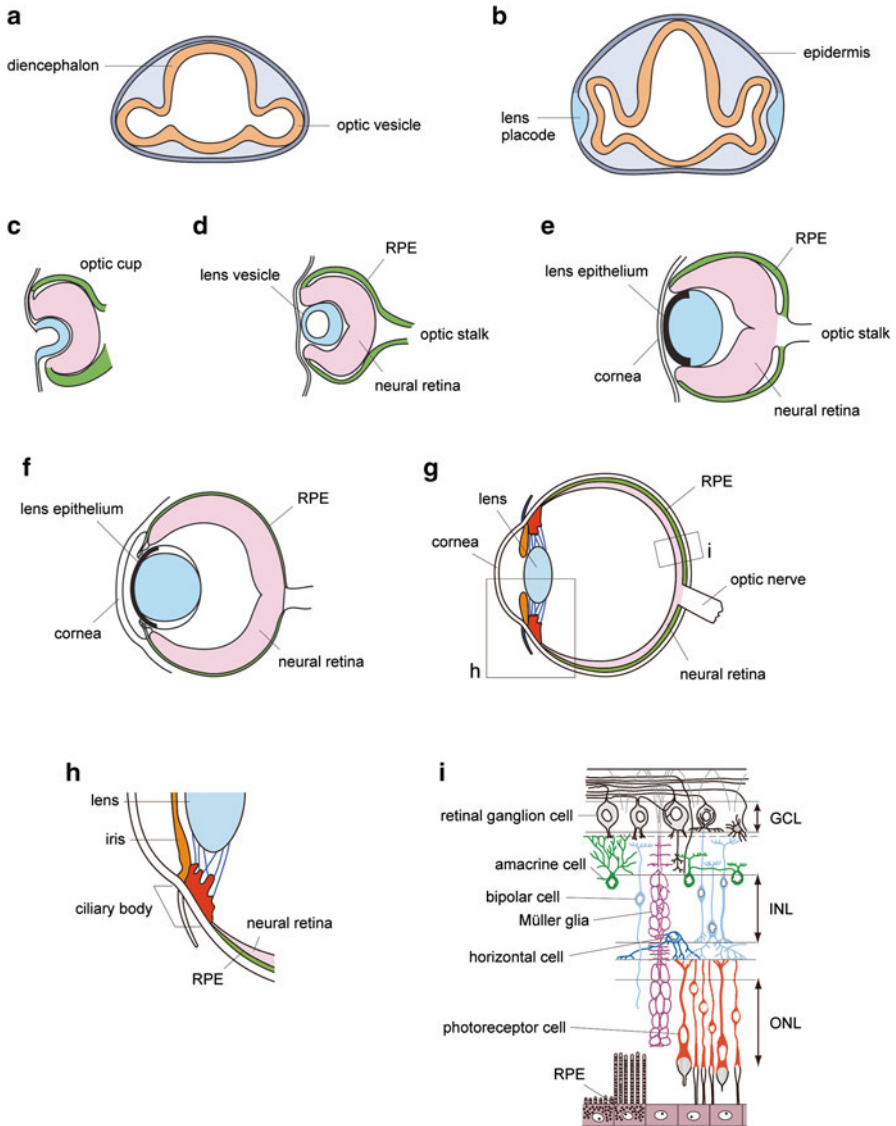 a
diencephalon
optic vesicle
b
epidermis
lens
placode
c
optic cup
d
RPE
lens vesicle
optic stalk
neural retina
e
RPE
lens epithelium
optic stalk
cornea
neural retina
f
RPE
lens epithelium
cornea
neural retina
g
lens
RPE
cornea
i
optic nerve
h
neural retina
h
lens
iris
ciliary body
neural retina
RPE
i
retinal ganglion cell
GCL
amacrine cell
bipolar cell
INL
Müller glia
horizontal cell
ONL
photoreceptor cell
RPE